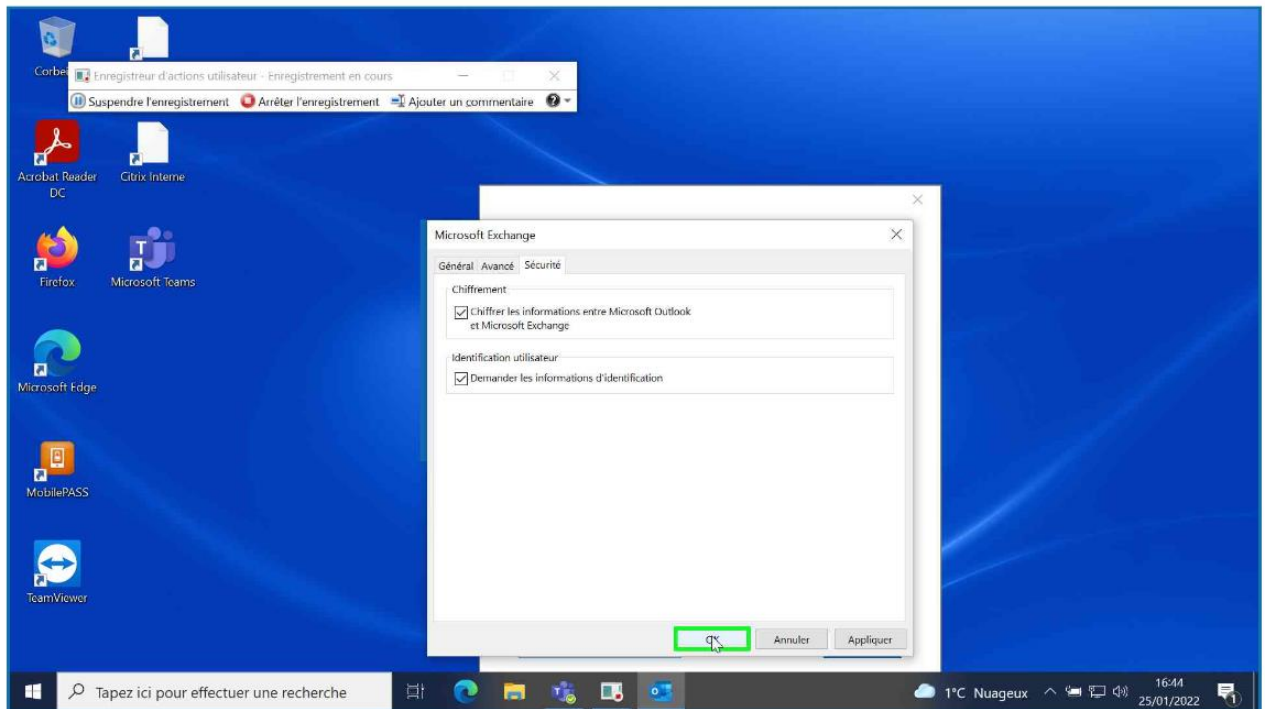 Corbei
Enregistreur d'actions utilisateur - Enregistrement en cours
Suspendre l'enregistrement Arrêter l'enregistrement Ajouter un commentaire
Acrobat Reader
DC
Citrix Interne
Firefox
Microsoft Teams
Microsoft Edge
MobilePASS
TeamViewer
Microsoft Exchange
Général Avancé Sécurité
Chiffrement
Chiffrer les informations entre Microsoft Outlook
et Microsoft Exchange
Identification utilisateur
Demander les informations d'identification
OK Annuler Appliquer
Tapez ici pour effectuer une recherche
1°C Nuageux
16:44
25/01/2022
1